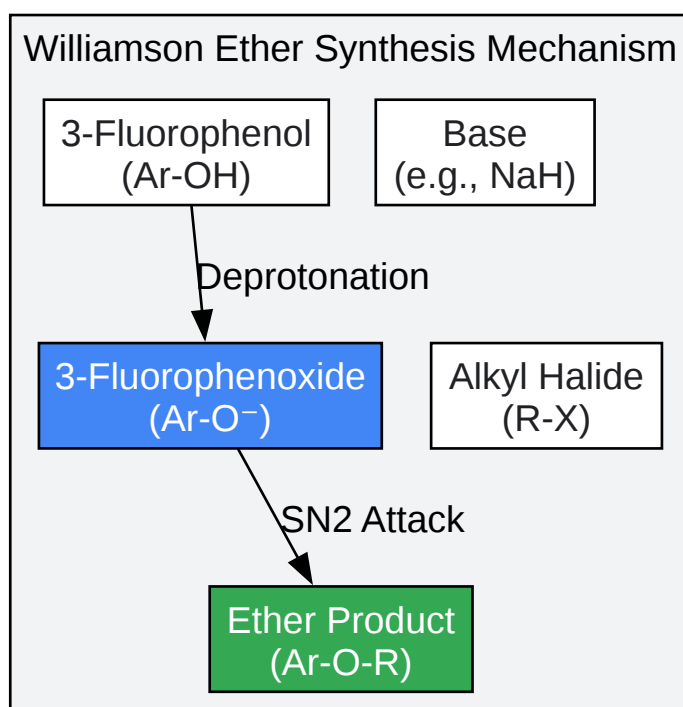 Williamson Ether Synthesis Mechanism
3-Fluorophenol
(Ar-OH)
Base
(e.g., NaH)
Deprotonation
3-Fluorophenoxide
(Ar-O⁻)
Alkyl Halide
(R-X)
SN2 Attack
Ether Product
(Ar-O-R)